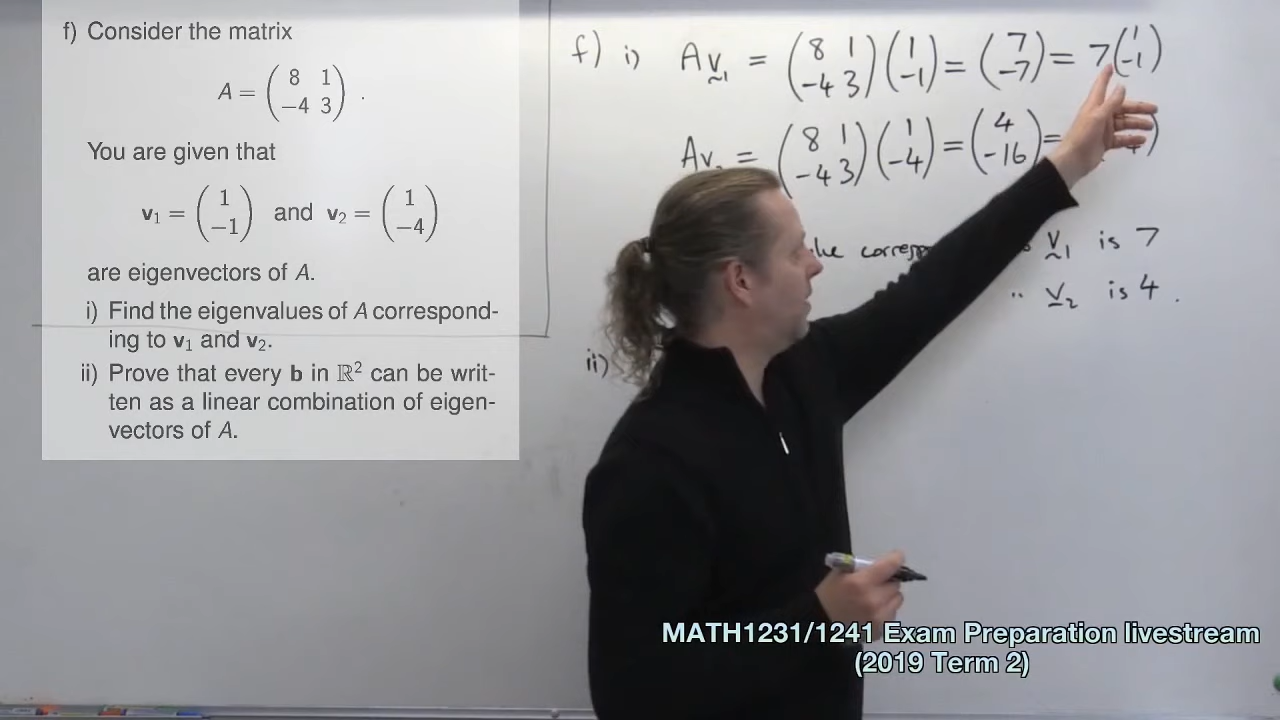 f) Consider the matrix
A = ( 8 1
−4 3 ) .
You are given that
v₁ = ( 1
−1 ) and v₂ = ( 1
−4 )
are eigenvectors of A.
i) Find the eigenvalues of A correspond-
ing to v₁ and v₂.
ii) Prove that every b in ℝ² can be writ-
ten as a linear combination of eigen-
vectors of A.
f) i) A v₁ = ( 8 1
−4 3 ) ( 1
−1 ) = ( 7
−7 ) = 7 ( 1
−1 )
A v = ( 8 1
−4 3 ) ( 1
−4 ) = ( 4
−16 ) =
v₁ is 7
" v₂ is 4 .
ii)
MATH1231/1241 Exam Preparation livestream
(2019 Term 2)